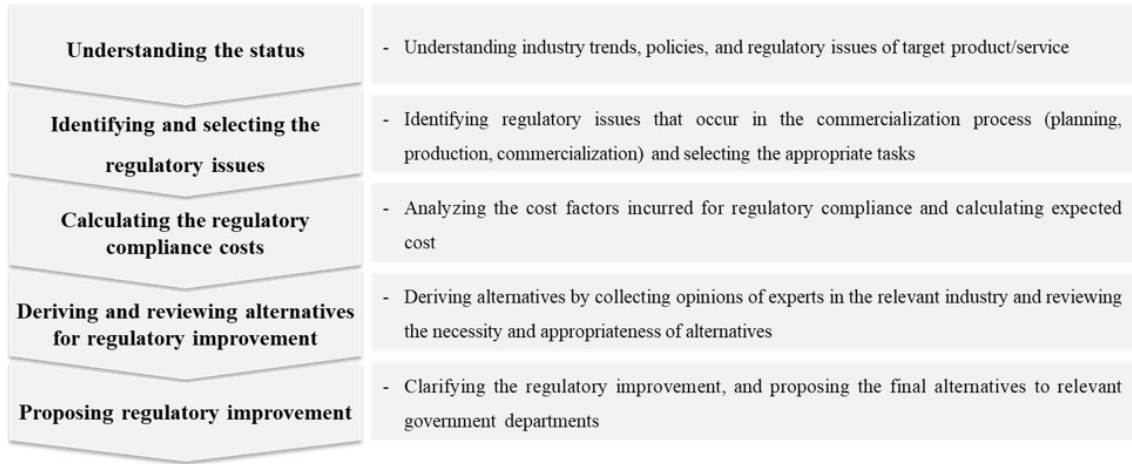 Understanding the status
- Understanding industry trends, policies, and regulatory issues of target product/service
Identifying and selecting the
regulatory issues
- Identifying regulatory issues that occur in the commercialization process (planning,
production, commercialization) and selecting the appropriate tasks
Calculating the regulatory
compliance costs
- Analyzing the cost factors incurred for regulatory compliance and calculating expected
cost
Deriving and reviewing alternatives
for regulatory improvement
- Deriving alternatives by collecting opinions of experts in the relevant industry and reviewing
the necessity and appropriateness of alternatives
Proposing regulatory improvement
- Clarifying the regulatory improvement, and proposing the final alternatives to relevant
government departments